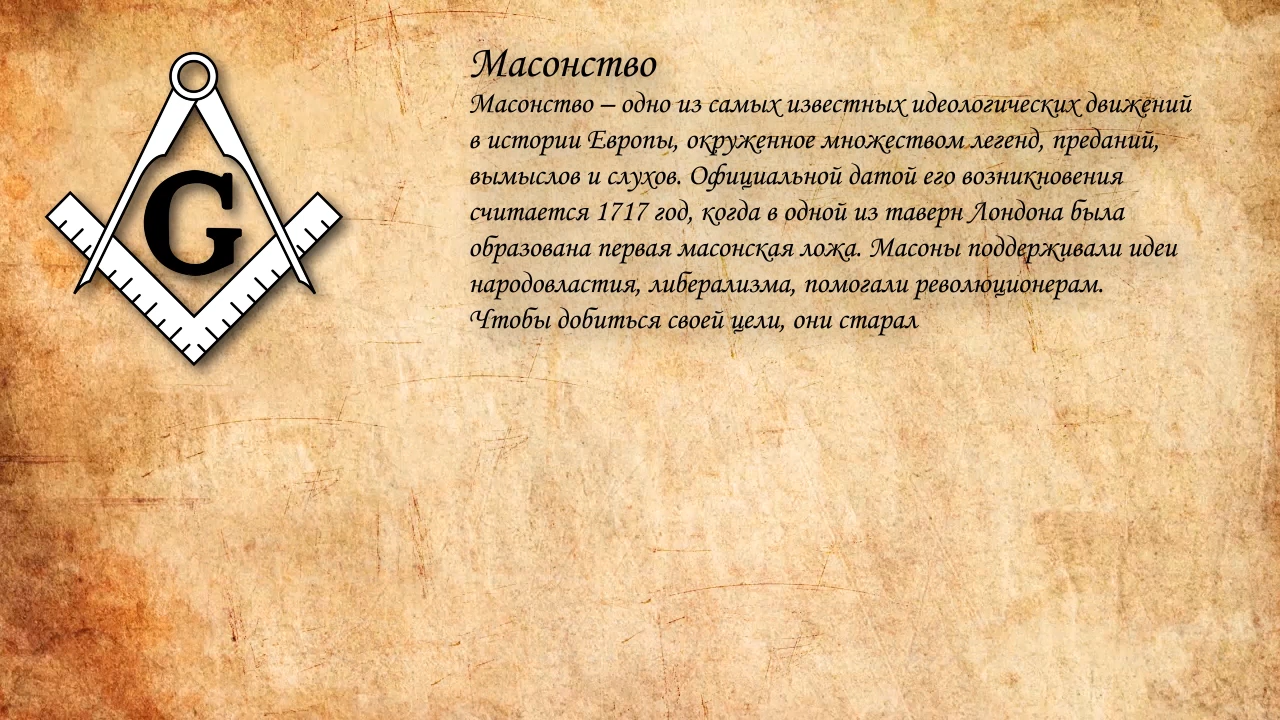 G
Масонство
Масонство – одно из самых известных идеологических движений
в истории Европы, окруженное множеством легенд, преданий,
вымыслов и слухов. Официальной датой его возникновения
считается 1717 год, когда в одной из таверн Лондона была
образована первая масонская ложа. Масоны поддерживали идеи
народовластия, либерализма, помогали революционерам.
Чтобы добиться своей цели, они старал